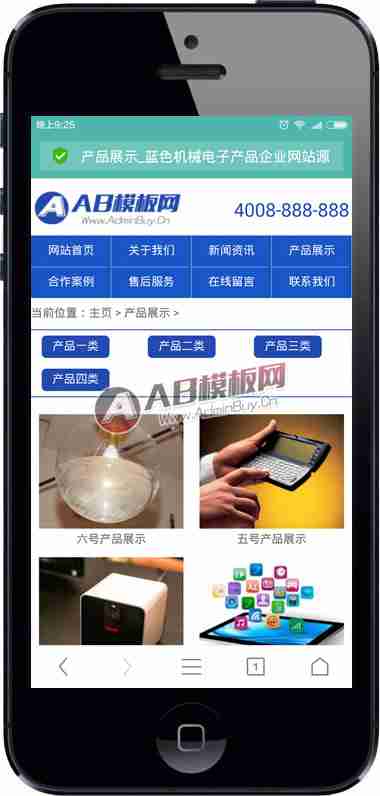 晚上9:25
产品展示_蓝色机械电子产品企业网站源
AB模板网
Www.AdminBuy.Cn
4008-888-888
网站首页 关于我们 新闻资讯 产品展示
合作案例 售后服务 在线留言 联系我们
当前位置：主页 > 产品展示 >
产品一类 产品二类 产品三类
产品四类
AB模板网
Www.AdminBuy.Cn
六号产品展示 五号产品展示
1